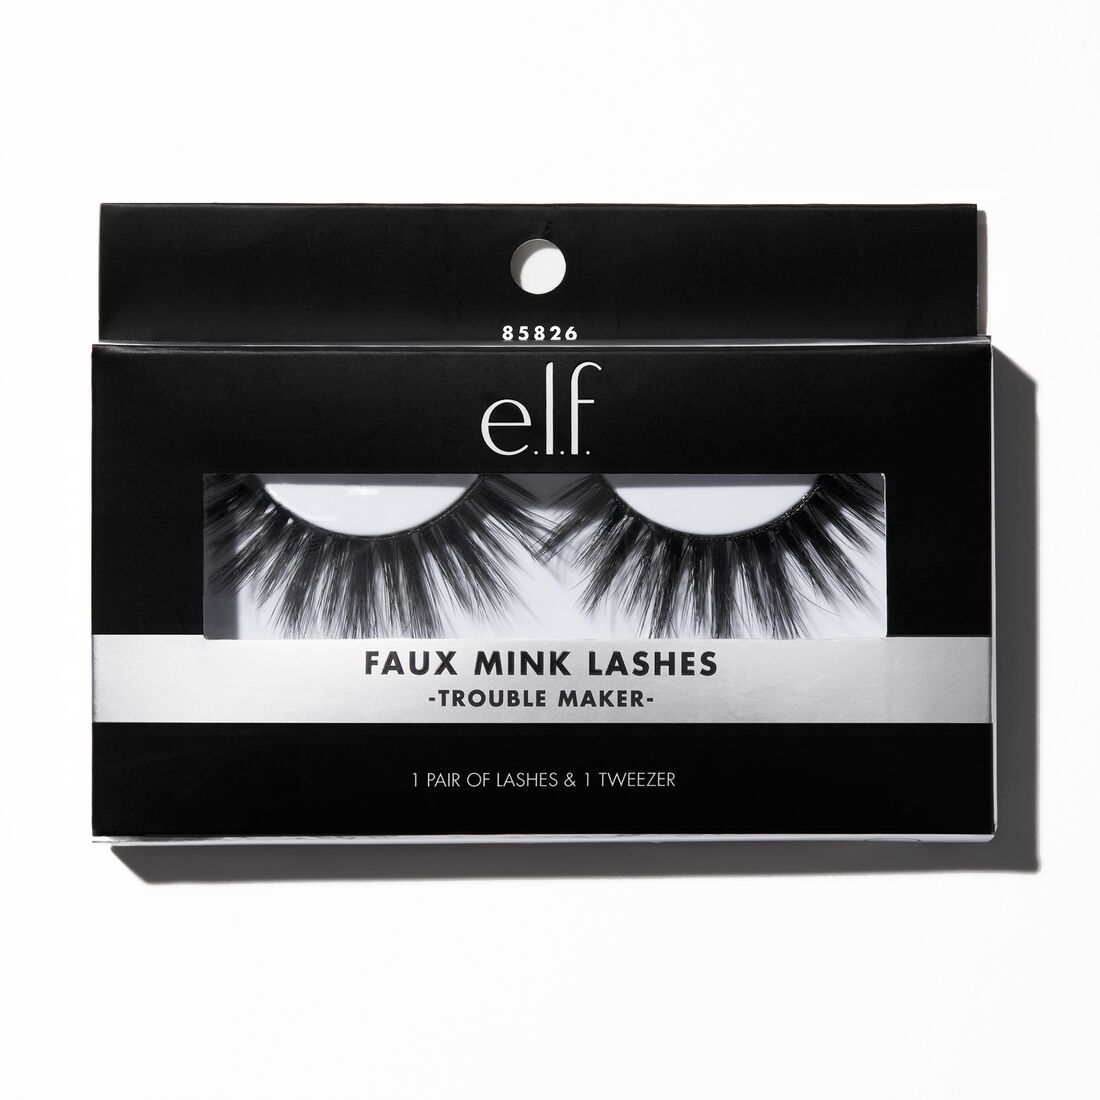 85826
e.l.f.
FAUX MINK LASHES
-TROUBLE MAKER-
1 PAIR OF LASHES & 1 TWEEZER